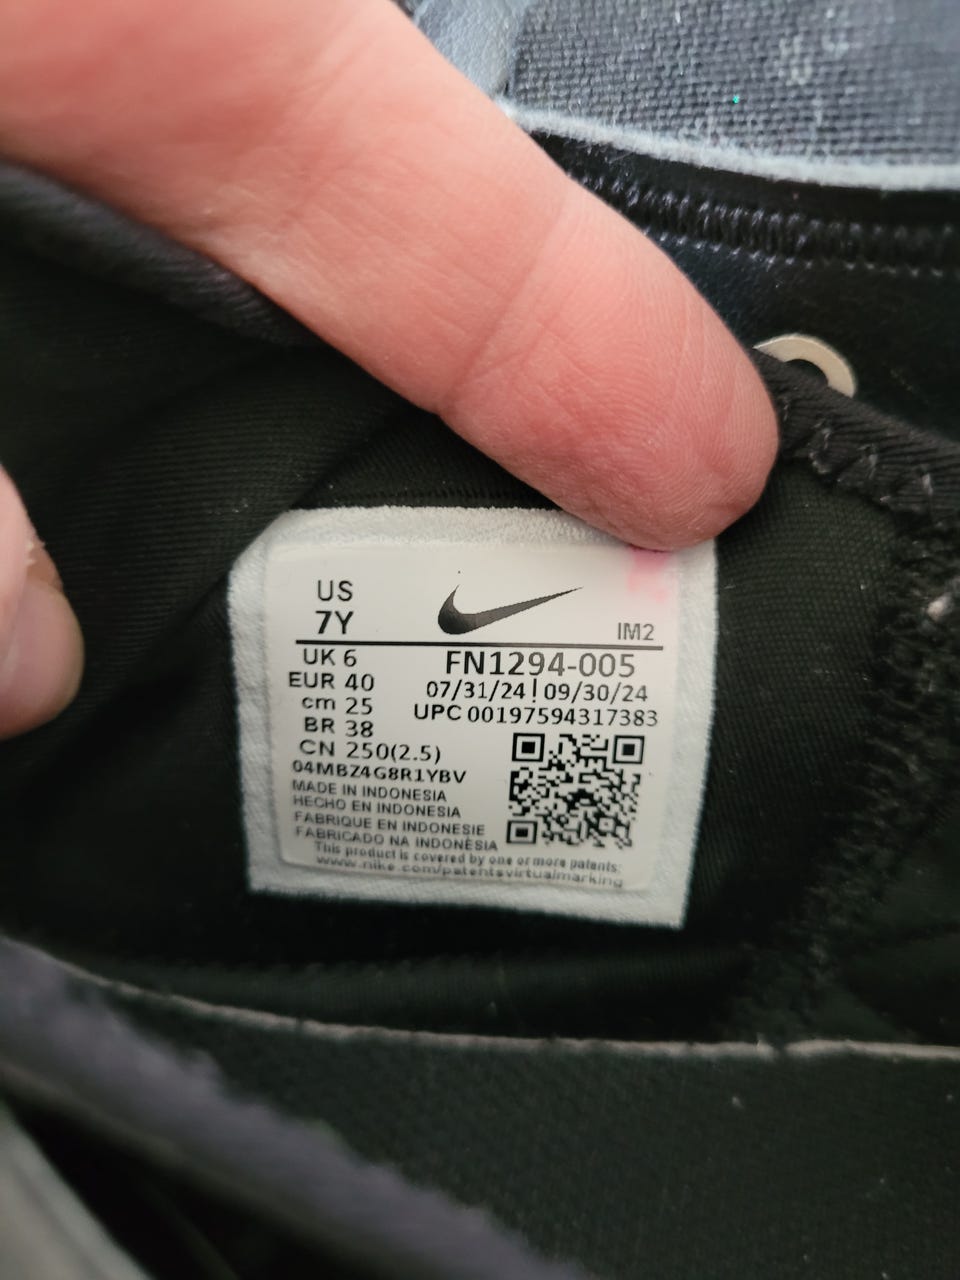 US
7Y
IM2
UK 6
EUR 40
cm 25
BR 38
CN 250(2.5)
04MBZ4G8R1YBV
FN1294-005
07/31/24 | 09/30/24
UPC 00197594317383
MADE IN INDONESIA
HECHO EN INDONESIA
FABRIQUE EN INDONESIE
FABRICADO NA INDONÉSIA
This product is covered by one or more patents:
www.nike.com/patentsvirtualmarking